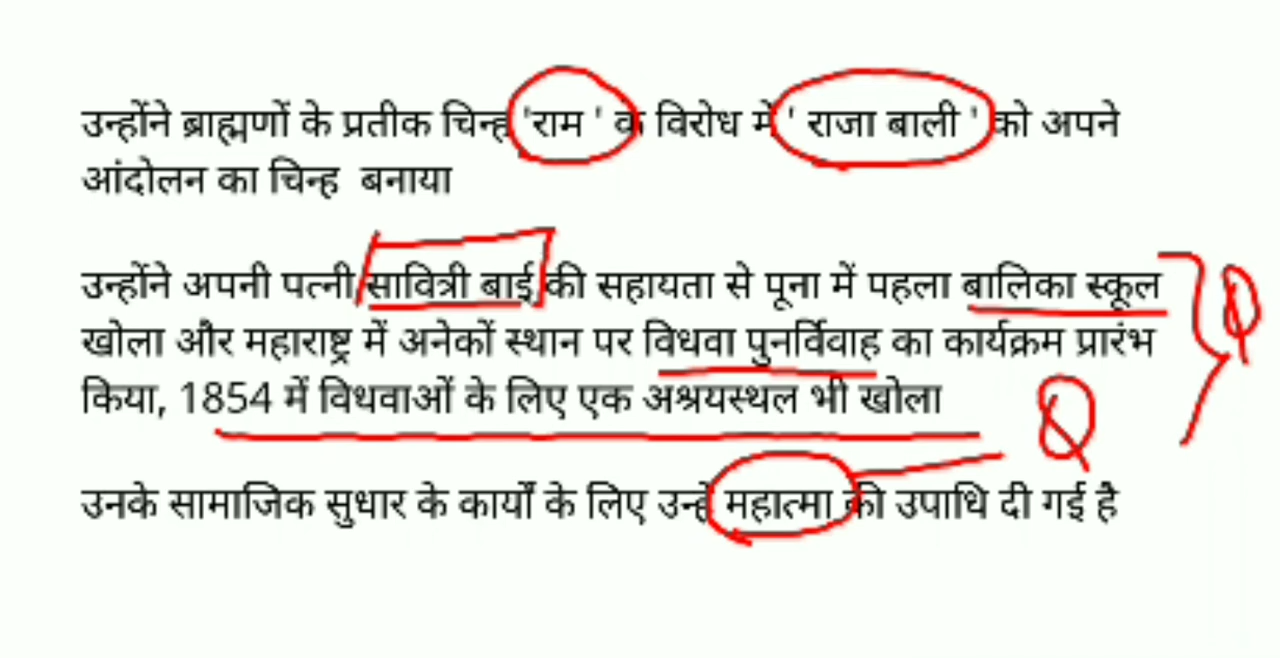 उन्होंने ब्राह्मणों के प्रतीक चिन्ह 'राम ' के विरोध में ' राजा बाली ' को अपने
आंदोलन का चिन्ह बनाया
उन्होंने अपनी पत्नी सावित्री बाई की सहायता से पूना में पहला बालिका स्कूल
खोला और महाराष्ट्र में अनेकों स्थान पर विधवा पुनर्विवाह का कार्यक्रम प्रारंभ
किया, 1854 में विधवाओं के लिए एक अश्रयस्थल भी खोला
उनके सामाजिक सुधार के कार्यों के लिए उन्हें महात्मा की उपाधि दी गई है
Q
Q